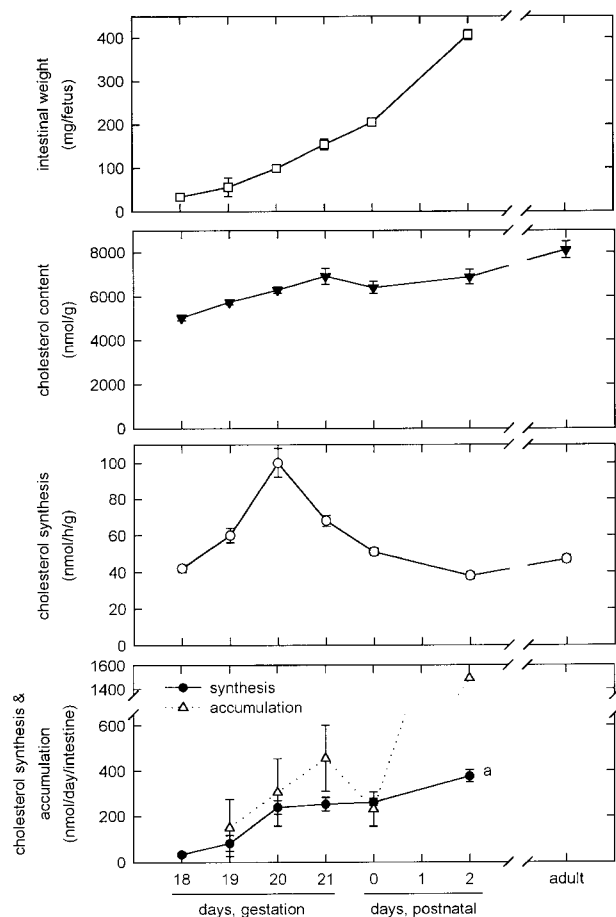 400
300
200
100
0
intestinal weight
(mg/fetus)
8000
6000
4000
2000
0
cholesterol content
(nmol/g)
100
80
60
40
20
0
cholesterol synthesis
(nmol/h/g)
1600
1400
600
400
200
0
cholesterol synthesis &
accumulation
(nmol/day/intestine)
synthesis
accumulation
a
18 19 20 21 0 1 2 adult
days, gestation days, postnatal